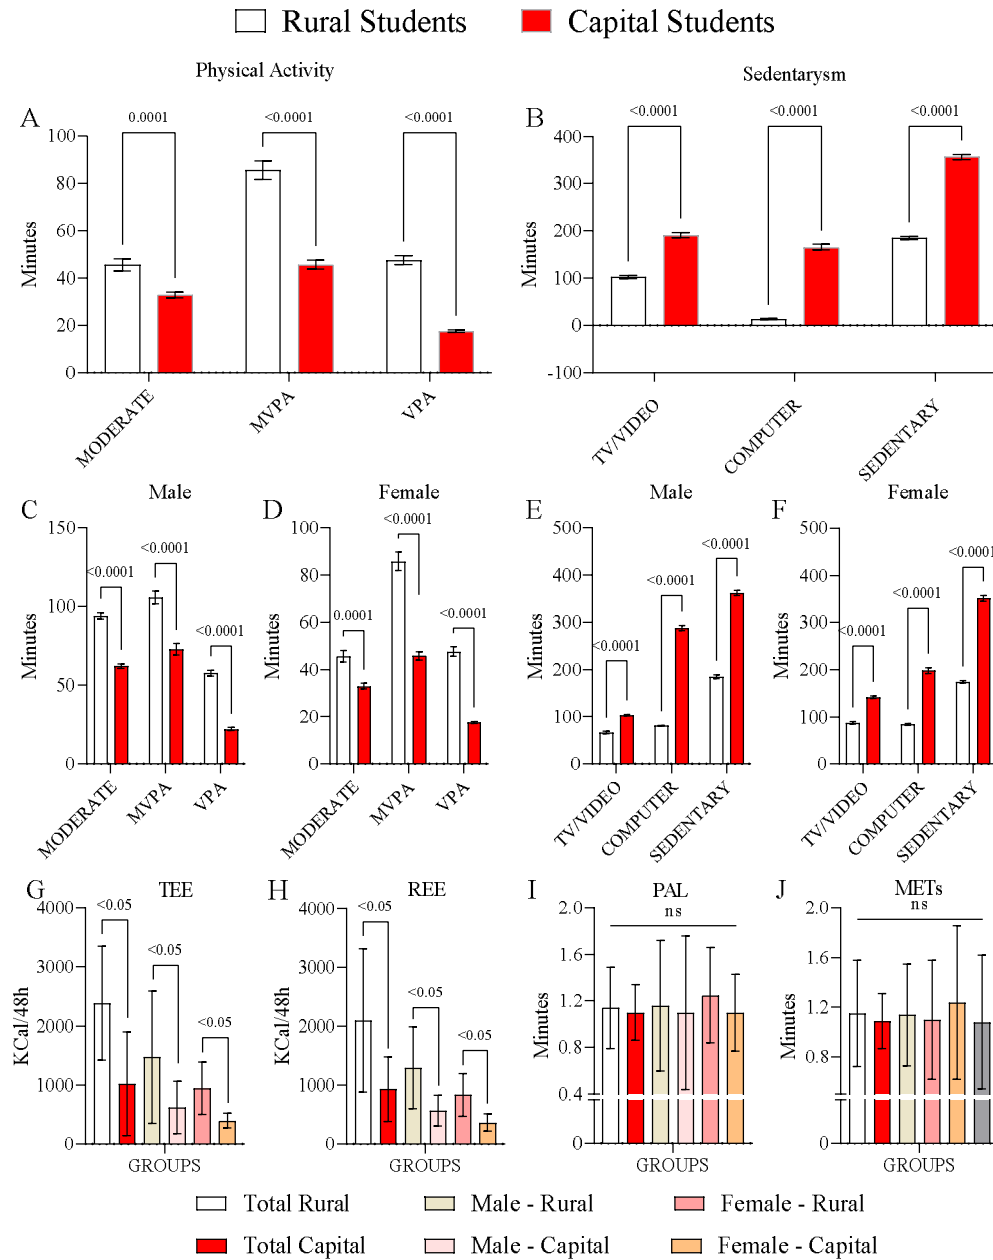 Rural Students Capital Students
Physical Activity Sedentarysm
A B
0.0001 <0.0001 <0.0001 <0.0001 <0.0001 <0.0001
Minutes
100
80
60
40
20
0
MODERATE MVPA VPA
Minutes
400
300
200
100
0
-100
TV/VIDEO COMPUTER SEDENTARY
C Male
Minutes
150
100
50
0
<0.0001 <0.0001 <0.0001
MODERATE MVPA VPA
D Female
Minutes
100
80
60
40
20
0
0.0001 <0.0001 <0.0001
MODERATE MVPA VPA
E Male
Minutes
500
400
300
200
100
0
<0.0001 <0.0001 <0.0001
TV/VIDEO COMPUTER SEDENTARY
F Female
Minutes
500
400
300
200
100
0
<0.0001 <0.0001 <0.0001
TV/VIDEO COMPUTER SEDENTARY
G TEE
KCal/48h
4000
3000
2000
1000
0
<0.05 <0.05 <0.05
GROUPS
H REE
KCal/48h
4000
3000
2000
1000
0
<0.05 <0.05 <0.05
GROUPS
I PAL
ns
Minutes
2.0
1.6
1.2
0.8
0.4
0
GROUPS
J METs
ns
Minutes
2.0
1.6
1.2
0.8
0
GROUPS
Total Rural Male - Rural Female - Rural
Total Capital Male - Capital Female - Capital